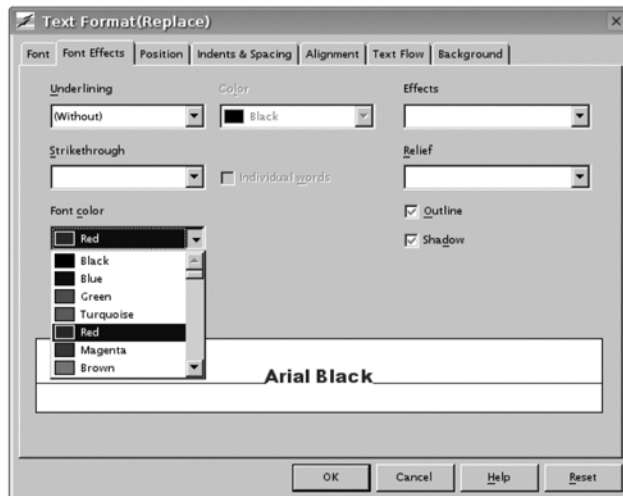 Text Format(Replace)
Font Font Effects Position Indents & Spacing Alignment Text Flow Background
Underlining Color Effects
(Without) Black
Strikethrough Relief
Individual words
Font color Outline
Red Shadow
Black
Blue
Green
Turquoise
Red
Magenta
Brown
Arial Black
OK Cancel Help Reset